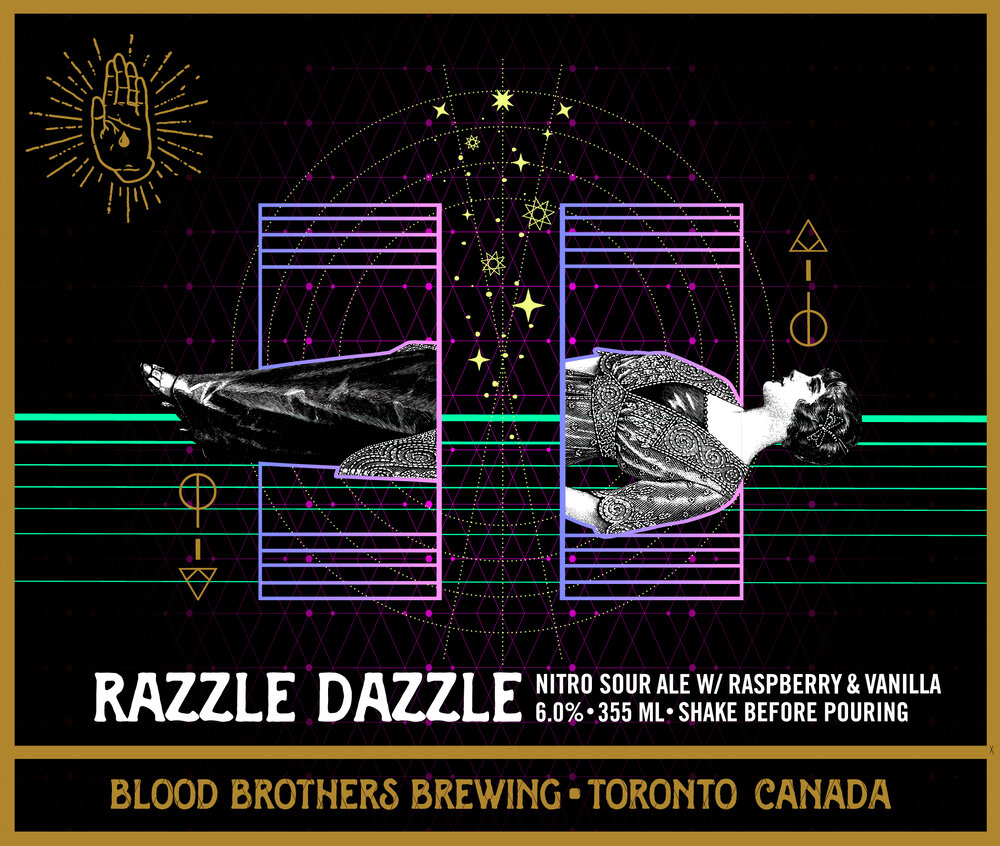 RAZZLE DAZZLE
NITRO SOUR ALE W/ RASPBERRY & VANILLA
6.0% • 355 ML • SHAKE BEFORE POURING
BLOOD BROTHERS BREWING • TORONTO CANADA